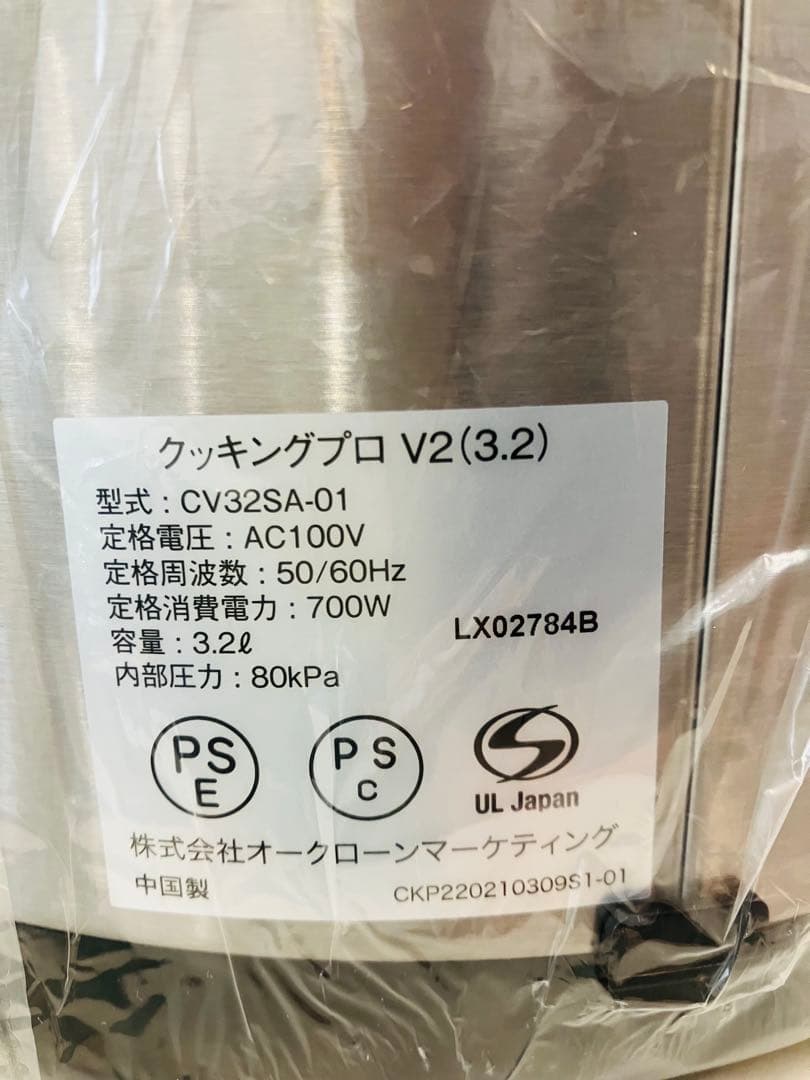 クッキングプロ V2(3.2)
型式 : CV32SA-01
定格電圧 : AC100V
定格周波数 : 50/60Hz
定格消費電力 : 700W
容量 : 3.2ℓ
内部圧力 : 80kPa
LX02784B
PS
E
PS
C
S
UL Japan
株式会社オークローンマーケティング
中国製
CKP220210309S1-01